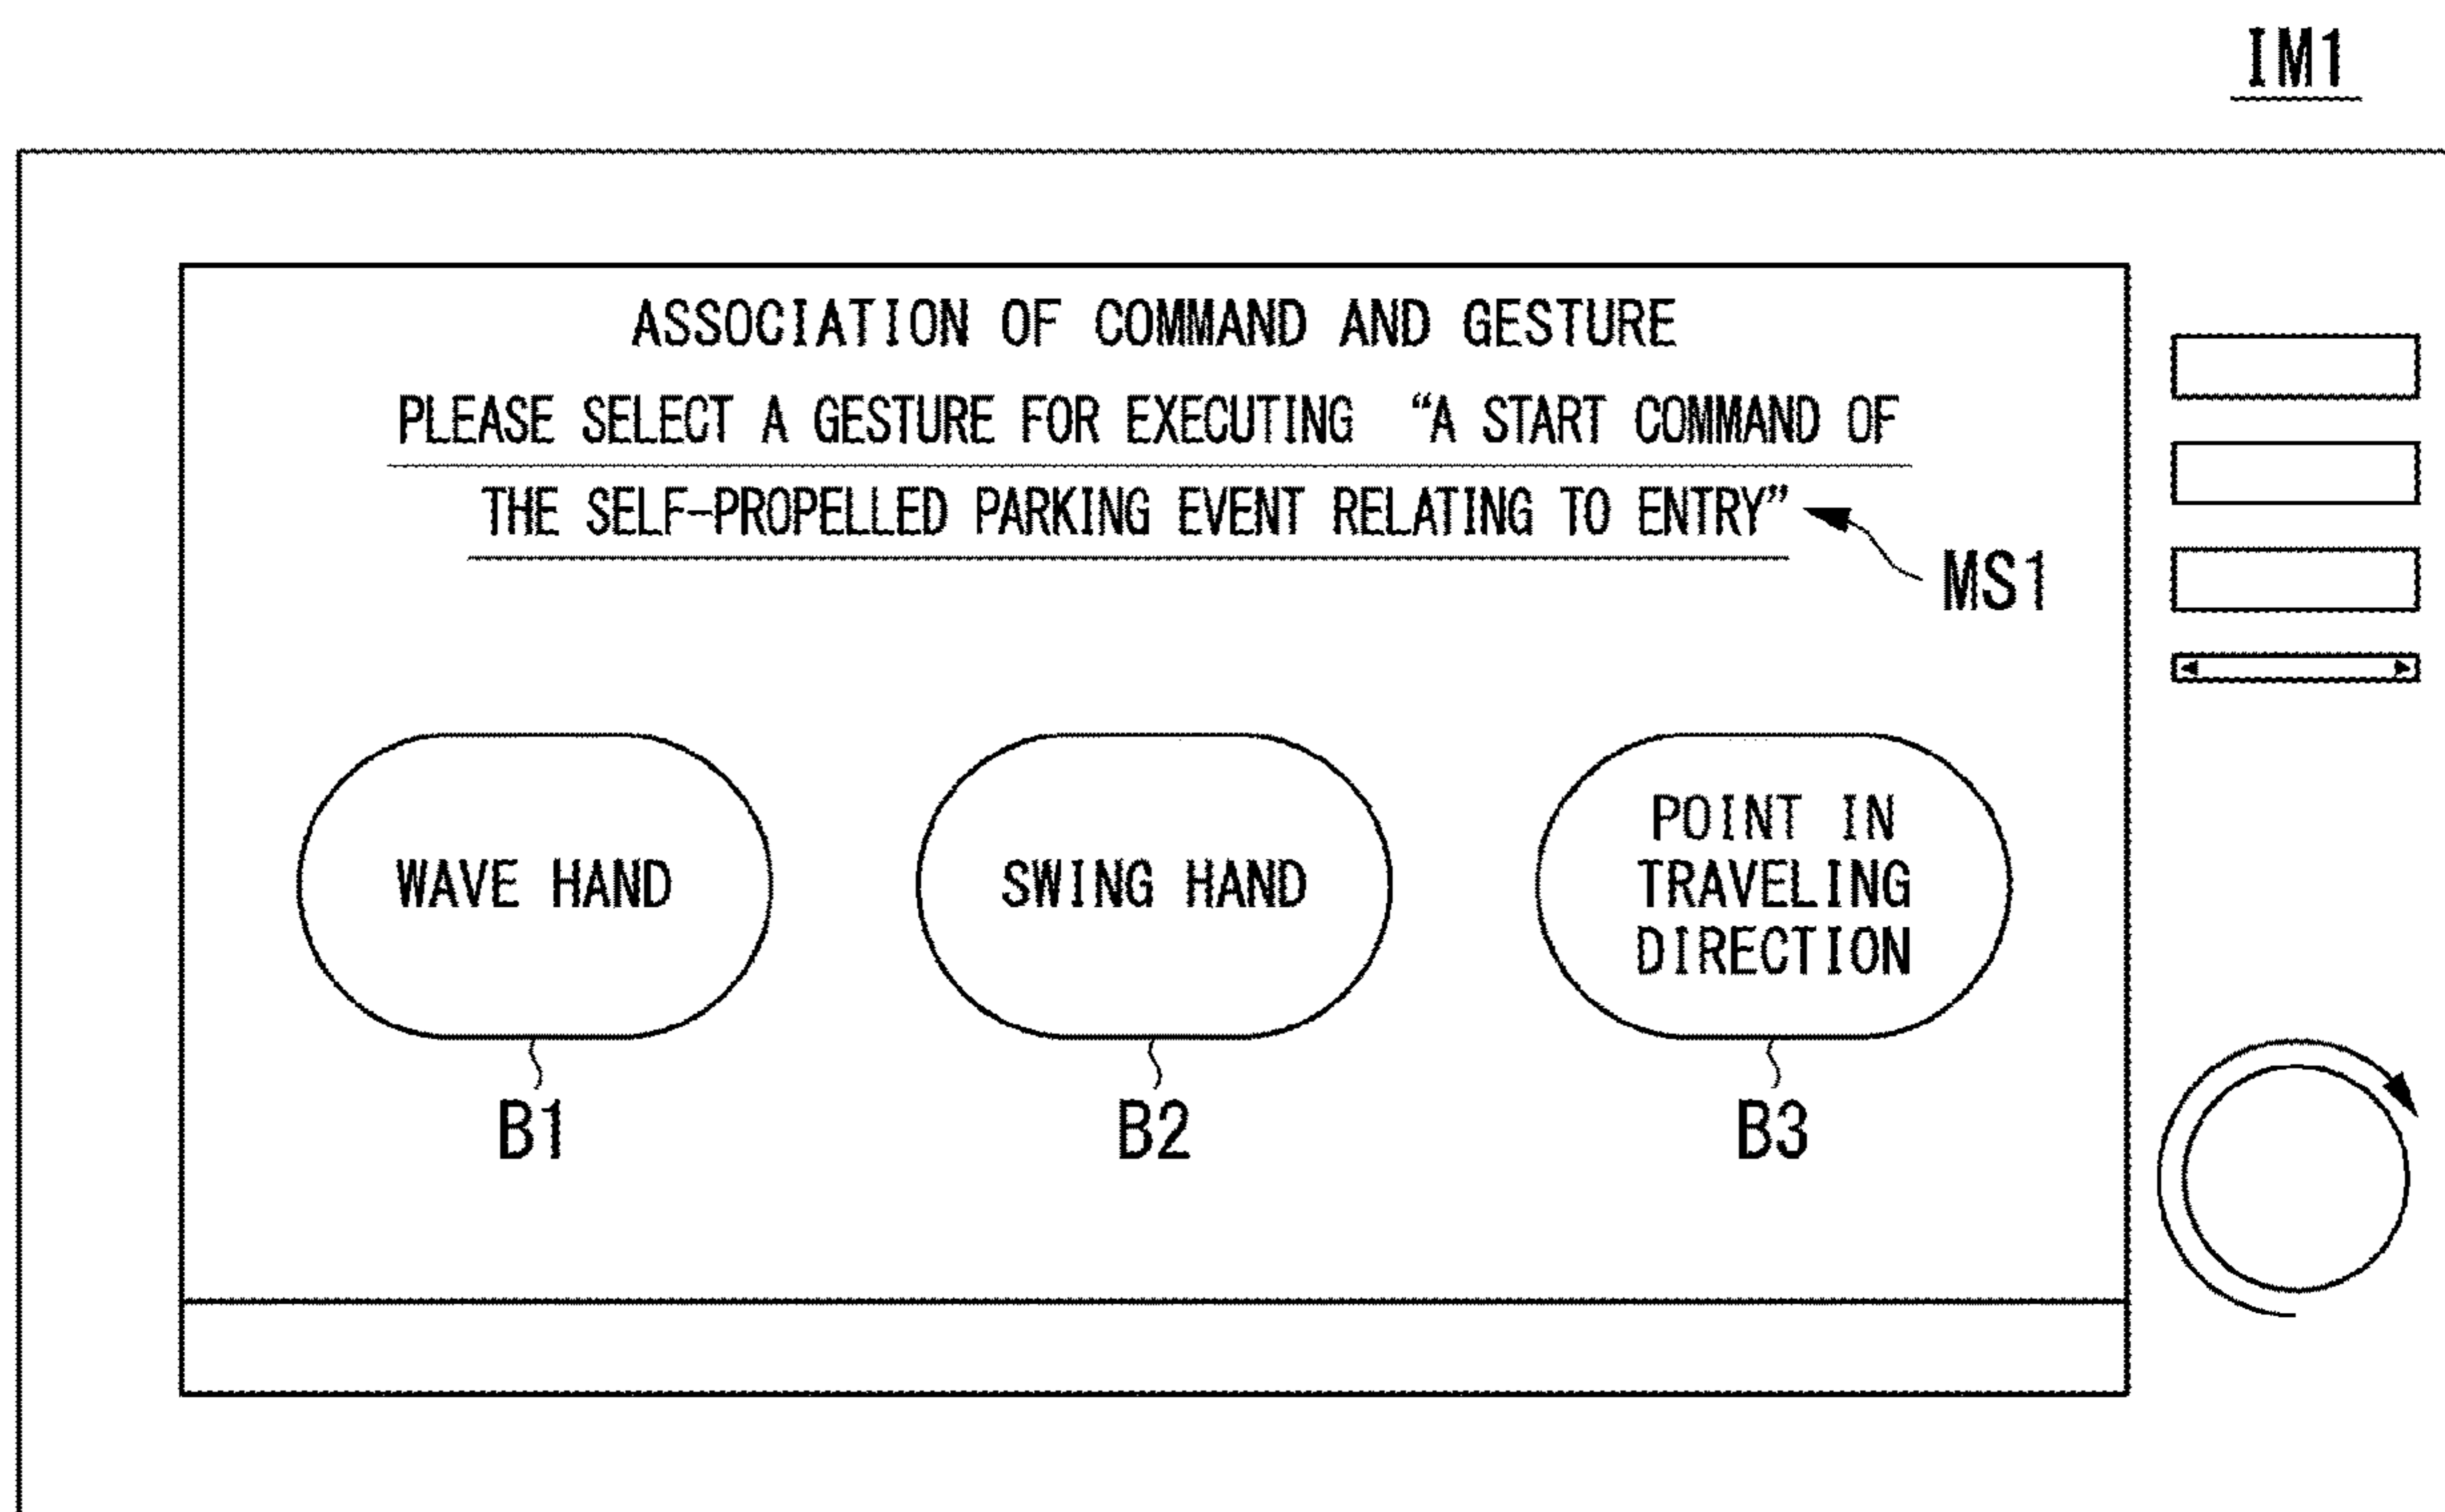 IM1
ASSOCIATION OF COMMAND AND GESTURE
PLEASE SELECT A GESTURE FOR EXECUTING “A START COMMAND OF
THE SELF-PROPELLED PARKING EVENT RELATING TO ENTRY”
MS1
WAVE HAND
SWING HAND
POINT IN
TRAVELING
DIRECTION
B1
B2
B3